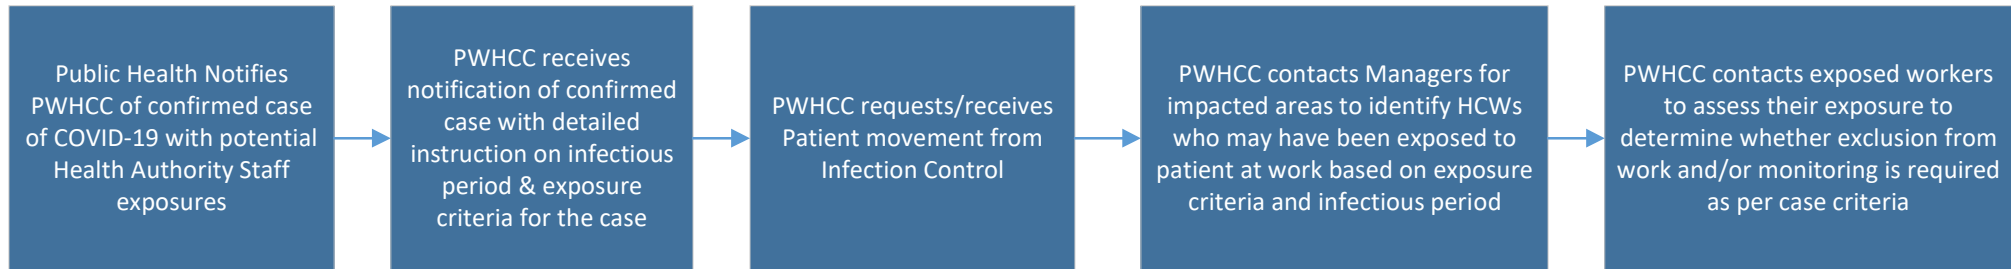 Public Health Notifies
PWHCC of confirmed case
of COVID-19 with potential
Health Authority Staff
exposures
PWHCC receives
notification of confirmed
case with detailed
instruction on infectious
period & exposure
criteria for the case
PWHCC requests/receives
Patient movement from
Infection Control
PWHCC contacts Managers for
impacted areas to identify HCWs
who may have been exposed to
patient at work based on exposure
criteria and infectious period
PWHCC contacts exposed workers
to assess their exposure to
determine whether exclusion from
work and/or monitoring is required
as per case criteria